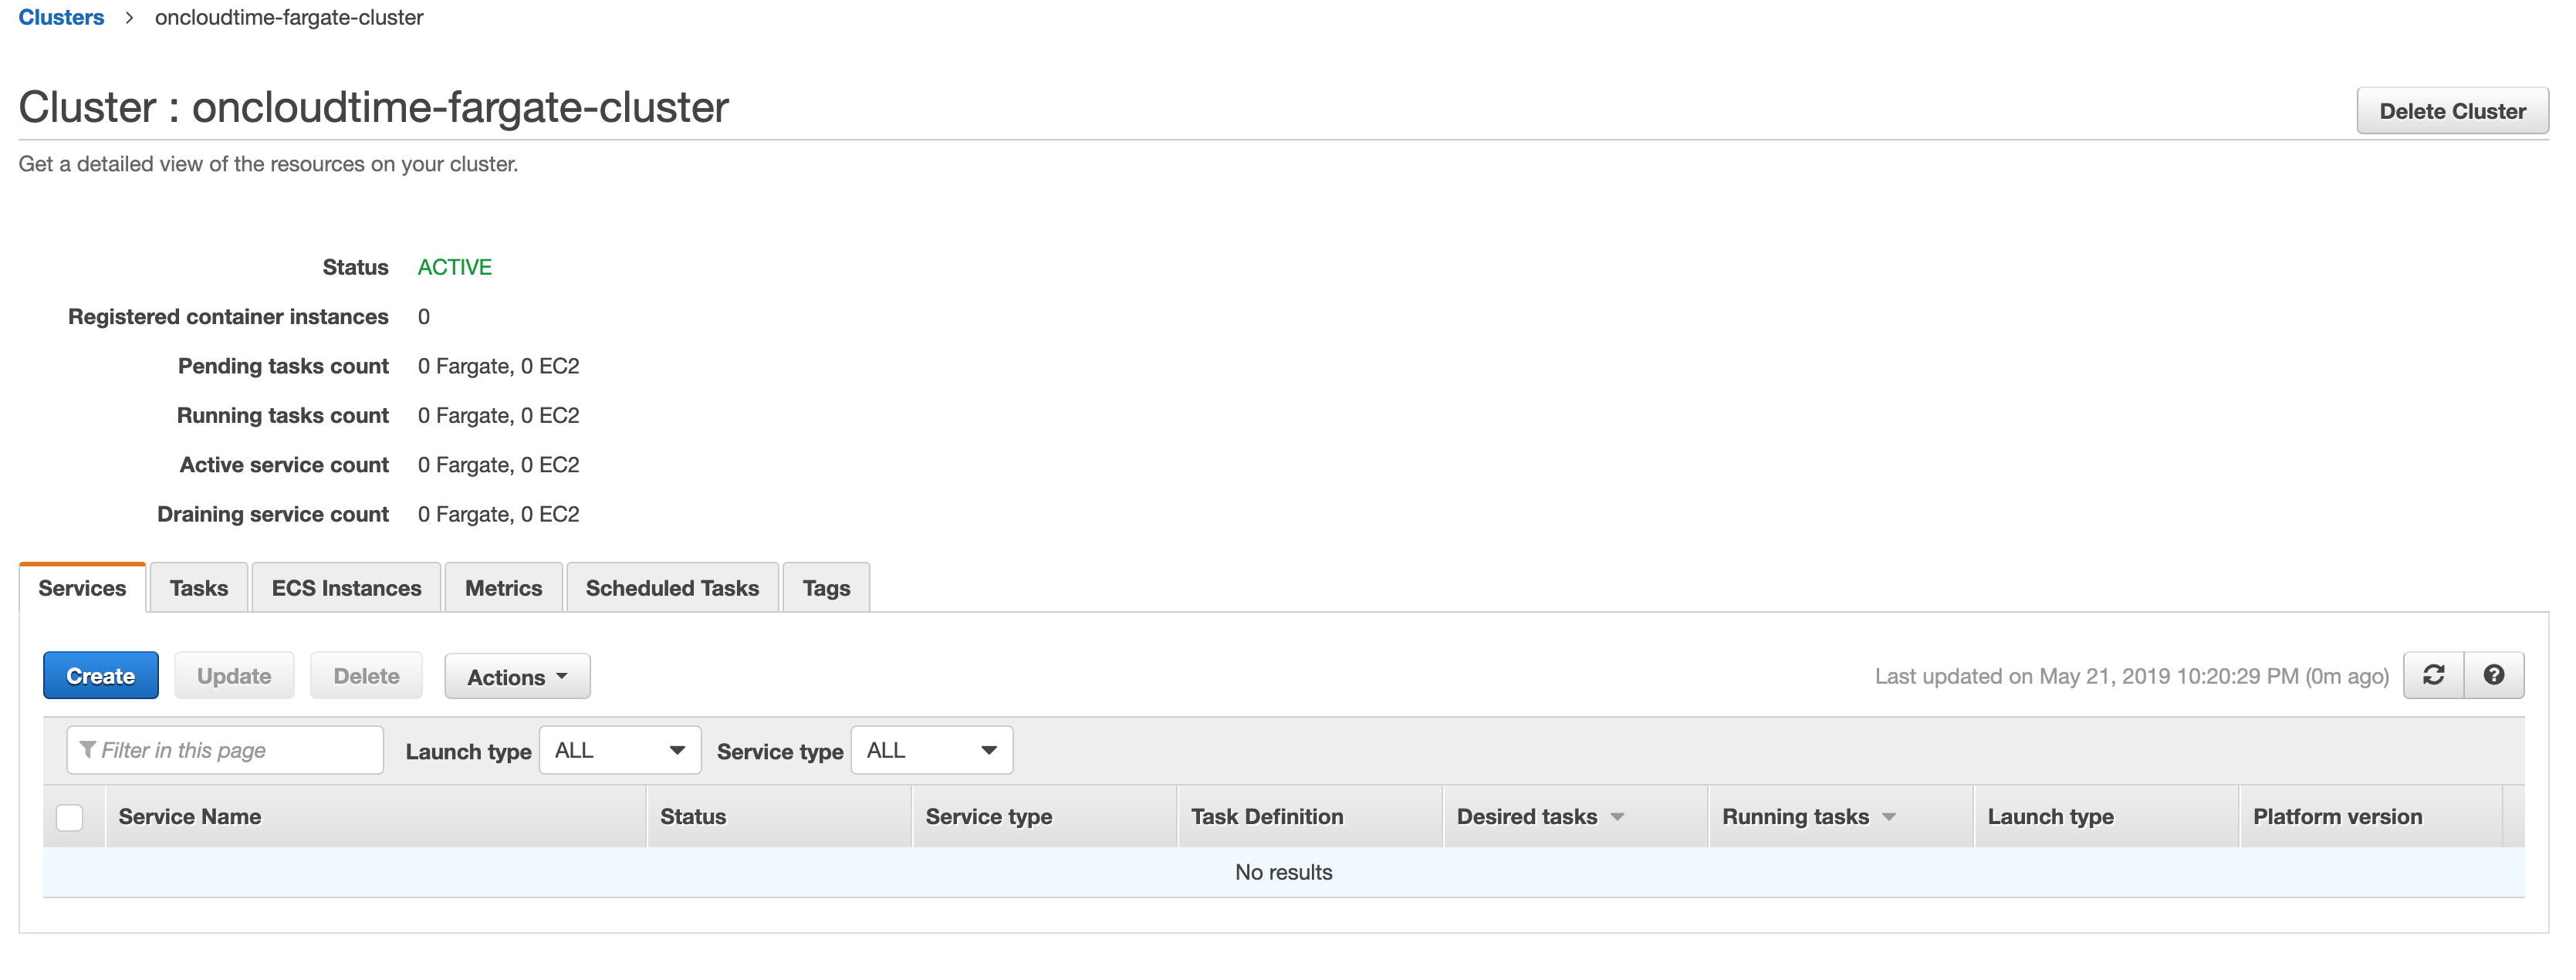 Clusters > oncloudtime-fargate-cluster
Cluster : oncloudtime-fargate-cluster
Delete Cluster
Get a detailed view of the resources on your cluster.
Status ACTIVE
Registered container instances 0
Pending tasks count 0 Fargate, 0 EC2
Running tasks count 0 Fargate, 0 EC2
Active service count 0 Fargate, 0 EC2
Draining service count 0 Fargate, 0 EC2
Services Tasks ECS Instances Metrics Scheduled Tasks Tags
Create Update Delete Actions Last updated on May 21, 2019 10:20:29 PM (0m ago)
Filter in this page Launch type ALL Service type ALL
Service Name Status Service type Task Definition Desired tasks Running tasks Launch type Platform version
No results